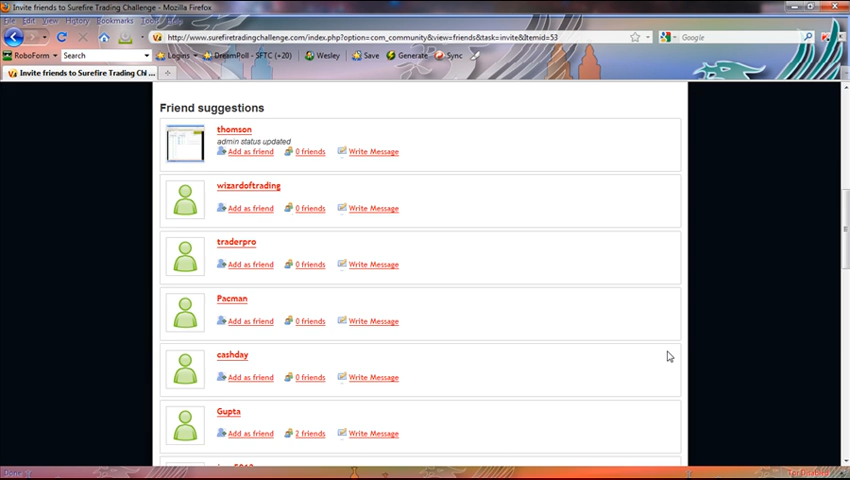 Invite friends to Surefire Trading Challenge - Mozilla Firefox
File Edit View History Bookmarks Tools Help
http://www.surefiretradingchallenge.com/index.php?option=com_community&view=friends&task=invite&Itemid=53
Google
RoboForm Search Logins DreamPoll - SFTC (+20) Wesley Save Generate Sync
Invite friends to Surefire Trading Chl ...
Friend suggestions
thomson
admin status updated
Add as friend 0 friends Write Message
wizardoftrading
Add as friend 0 friends Write Message
traderpro
Add as friend 0 friends Write Message
Pacman
Add as friend 0 friends Write Message
cashday
Add as friend 0 friends Write Message
Gupta
Add as friend 2 friends Write Message
Done
Tor Disabled